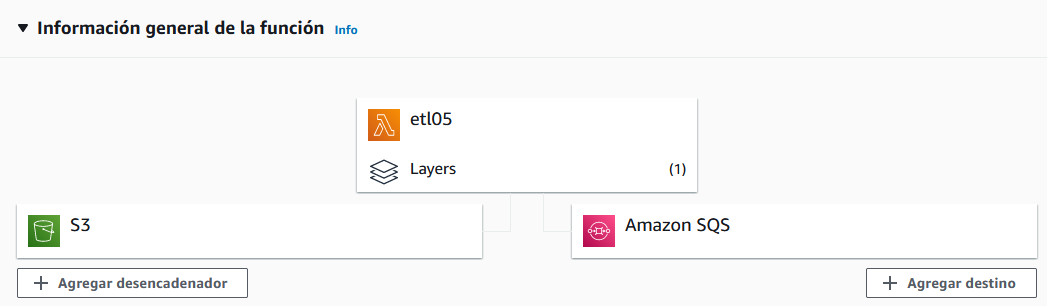 Información general de la función Info
etl05
Layers (1)
S3
Amazon SQS
Agregar desencadenador
Agregar destino